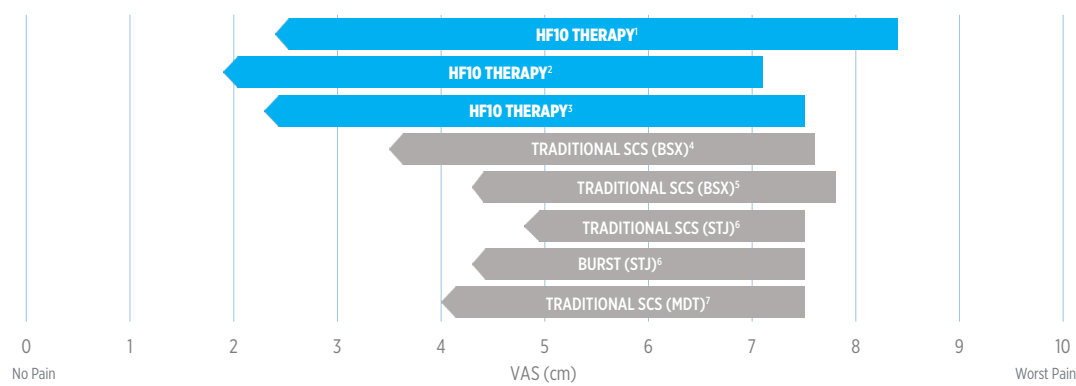 HF10 THERAPY¹
HF10 THERAPY²
HF10 THERAPY³
TRADITIONAL SCS (BSX)⁴
TRADITIONAL SCS (BSX)⁵
TRADITIONAL SCS (STJ)⁶
BURST (STJ)⁶
TRADITIONAL SCS (MDT)⁷
0 1 2 3 4 5 6 7 8 9 10
No Pain VAS (cm) Worst Pain